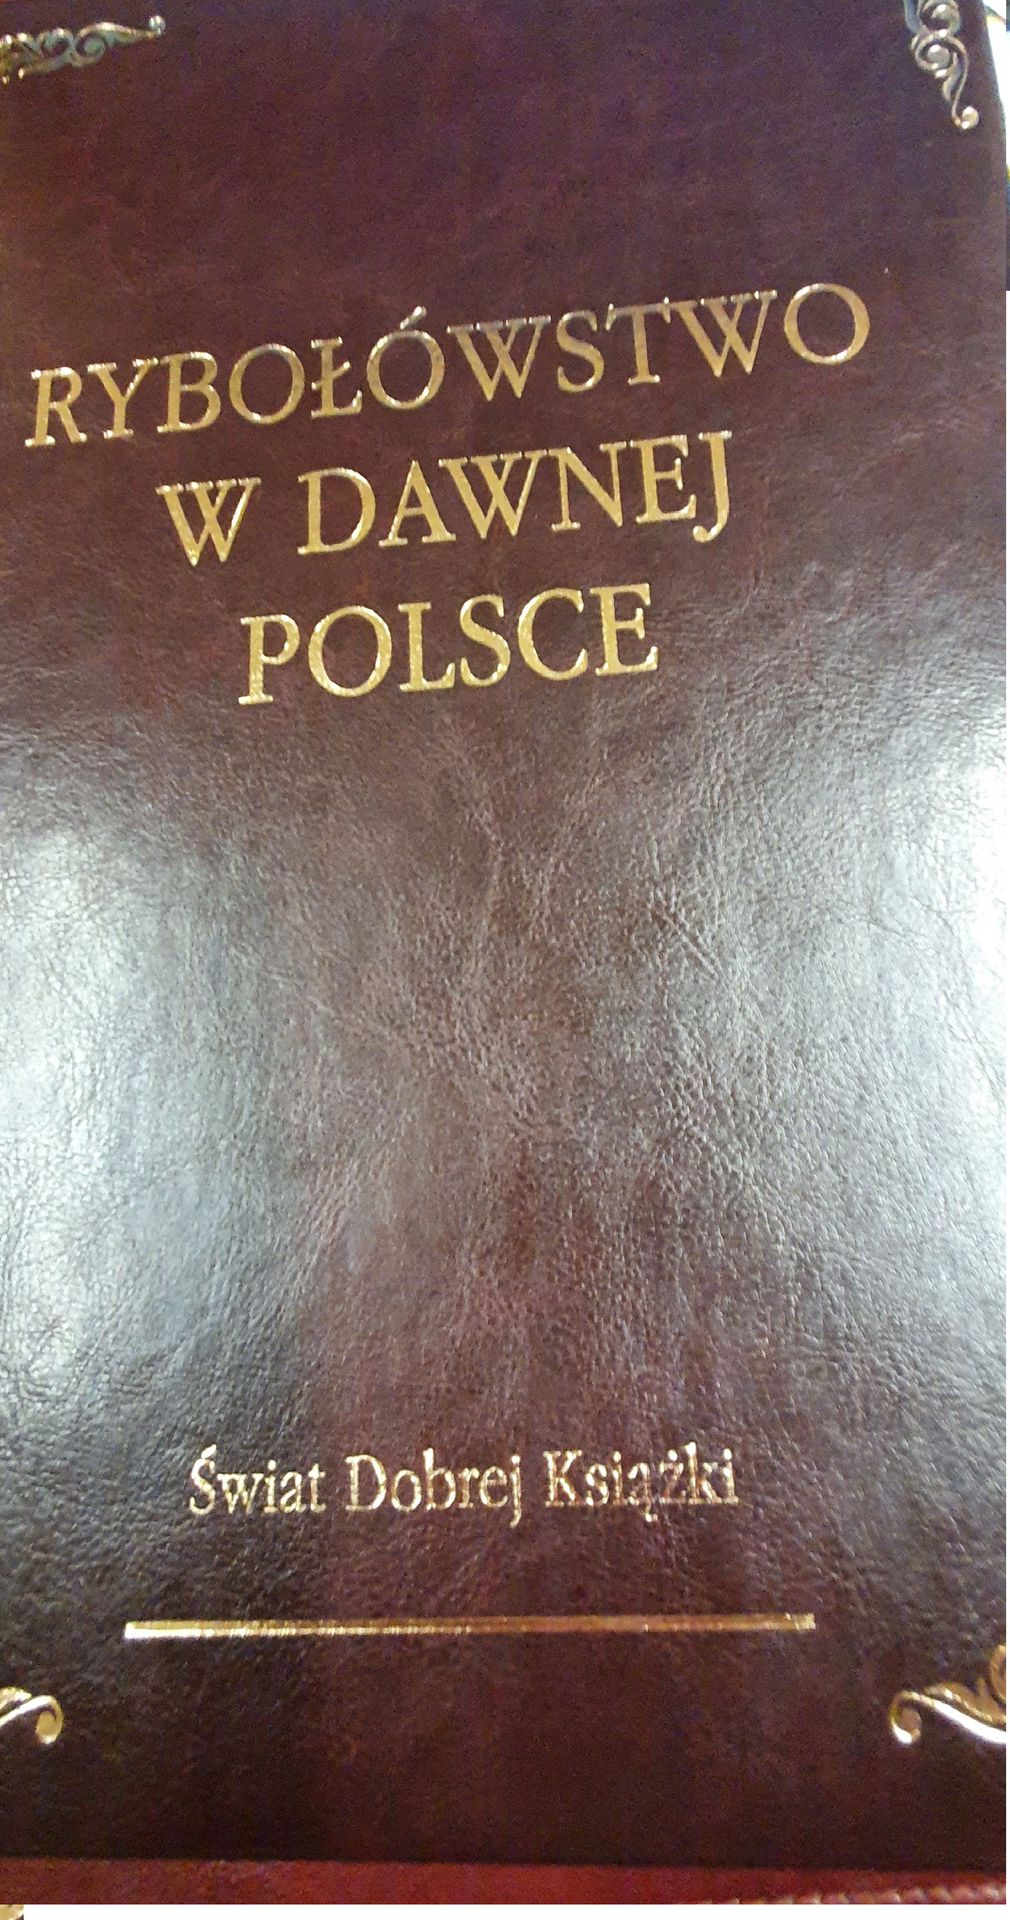 RYBOŁÓWSTWO
W DAWNEJ
POLSCE
Świat Dobrej Książki